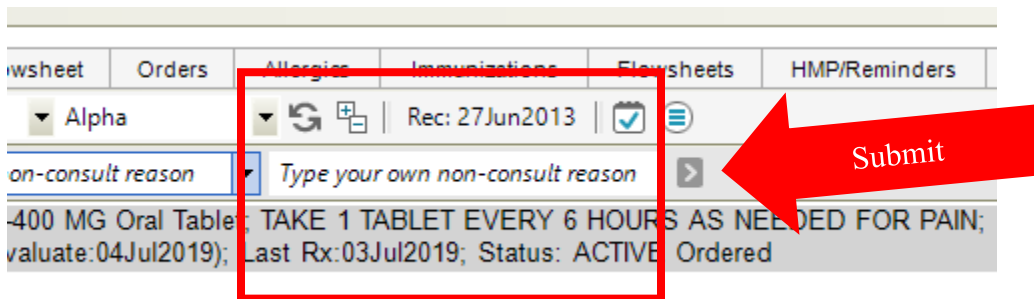 wsheet Orders Allergies Immunizations Flowsheets HMP/Reminders
Alpha Rec: 27Jun2013
on-consult reason Type your own non-consult reason
Submit
-400 MG Oral Tablet; TAKE 1 TABLET EVERY 6 HOURS AS NEEDED FOR PAIN;
valuate:04Jul2019); Last Rx:03Jul2019; Status: ACTIVE Ordered